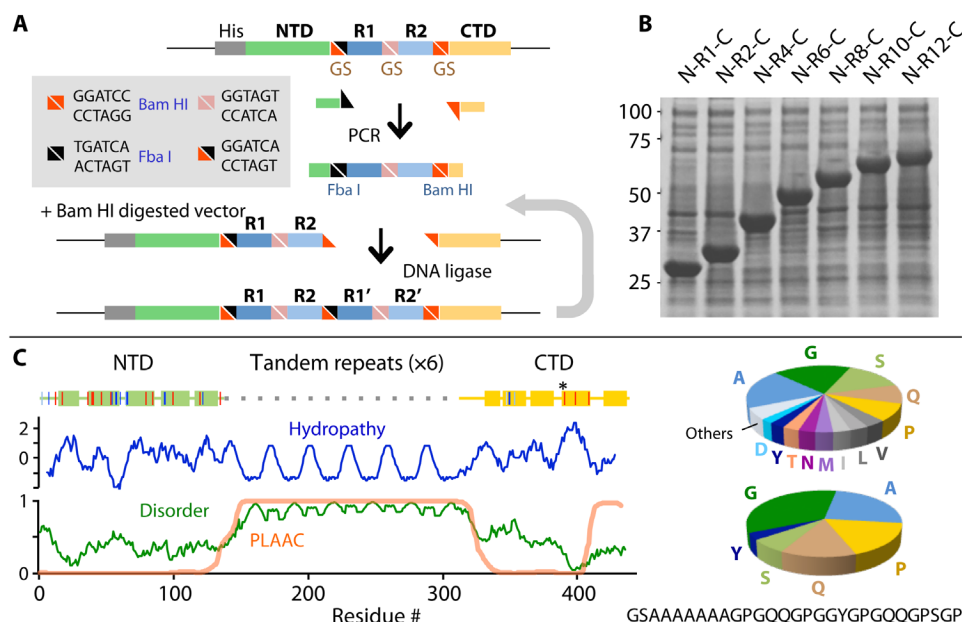 A
His NTD R1 R2 CTD
GS GS GS
GGATCC Bam HI GGTAGT
CCTAGG CCATCA
TGATCA Fba I GGATCA
ACTAGT CCTAGT
PCR
Fba I Bam HI
+ Bam HI digested vector
R1 R2
DNA ligase
R1 R2 R1′ R2′
B
N-R1-C N-R2-C N-R4-C N-R6-C N-R8-C N-R10-C N-R12-C
100
75
50
37
25
C
NTD Tandem repeats (×6) CTD
*
2
0
Hydropathy
1
Disorder
PLAAC
0
0 100 200 300 400
Residue #
G S
A Q
P
Others
D Y T N M I L V
G A
Y S Q P
GSAAAAAAAGPGQQGPGGYGPGQQGPSGP